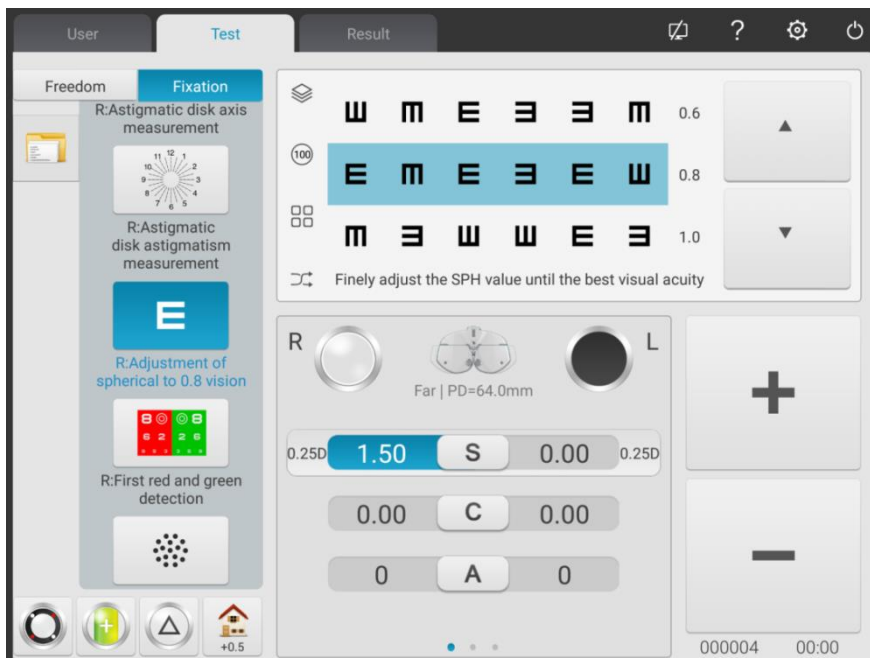 User
Test
Result
?
Freedom
Fixation
R:Astigmatic disk axis
measurement
11 12 1
10 2
9 3
8 4
7 6 5
R:Astigmatic
disk astigmatism
measurement
E
R:Adjustment of
spherical to 0.8 vision
8 8
6 2 2 6
R:First red and green
detection
+0.5
100
E E E E E E 0.6
E E E E E E 0.8
E E E E E E 1.0
Finely adjust the SPH value until the best visual acuity
R
L
Far | PD=64.0mm
0.25D 1.50 S 0.00 0.25D
0.00 C 0.00
0 A 0
+
−
000004 00:00